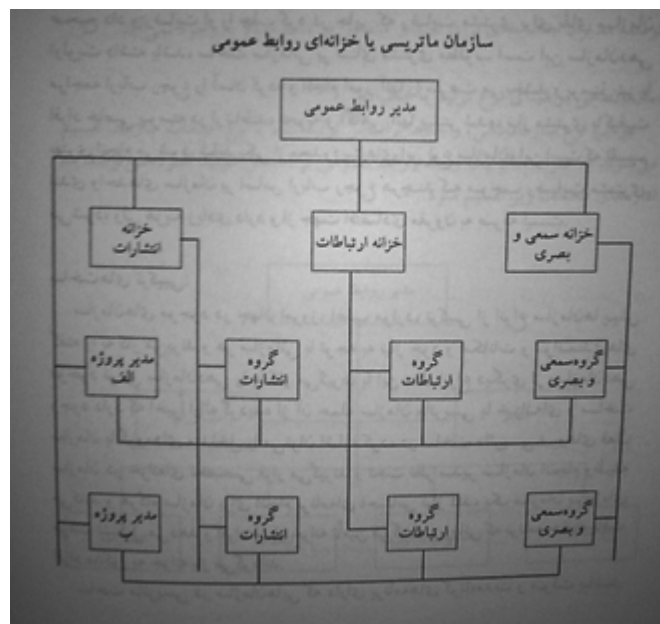 سازمان ماتریسی یا خزانه‌ای روابط عمومی
مدیر روابط عمومی
خزانه سمعی و
بصری
خزانه ارتباطات
خزانه
انتشارات
گروه‌سمعی
و بصری
گروه
ارتباطات
گروه
انتشارات
مدیر پروژه
الف
گروه‌سمعی
و بصری
گروه
ارتباطات
گروه
انتشارات
مدیر پروژه
ب